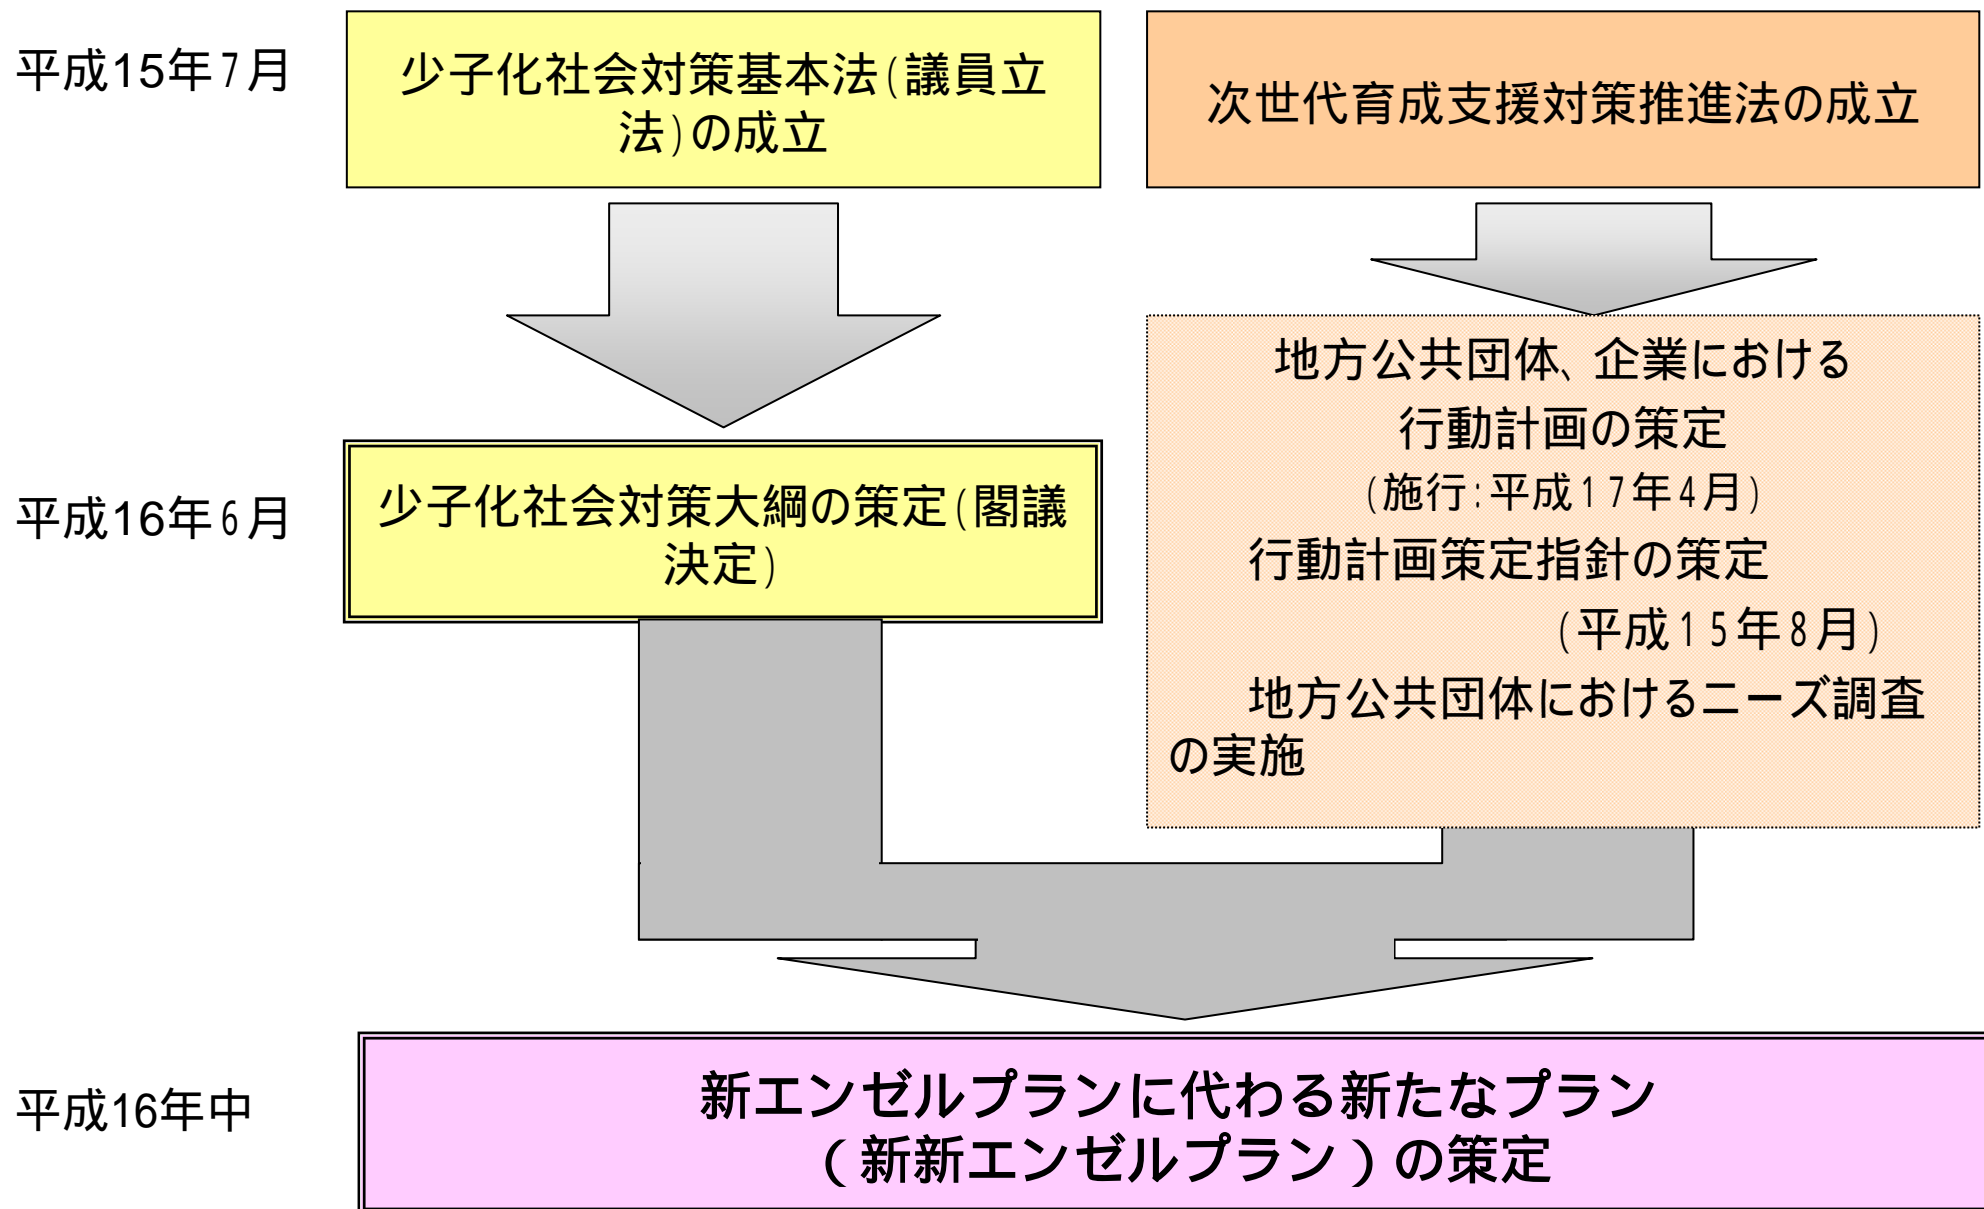 平成15年7月
少子化社会対策基本法(議員立
法)の成立
次世代育成支援対策推進法の成立
地方公共団体、企業における
行動計画の策定
(施行:平成17年4月)
行動計画策定指針の策定
(平成15年8月)
地方公共団体におけるニーズ調査
の実施
平成16年6月
少子化社会対策大綱の策定(閣議
決定)
平成16年中
新エンゼルプランに代わる新たなプラン
(新新エンゼルプラン)の策定